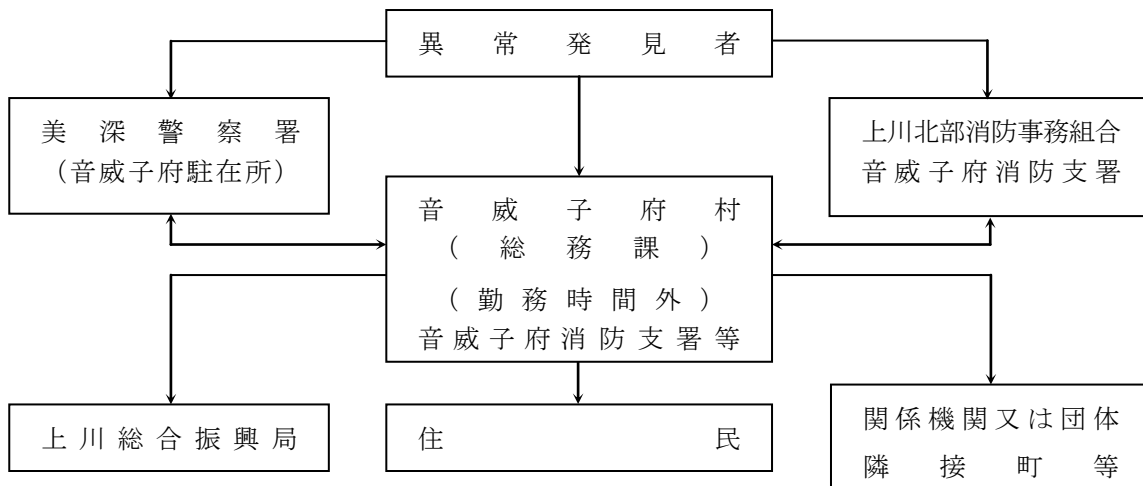 異常発見者
美深警察署
(音威子府駐在所)
上川北部消防事務組合
音威子府消防支署
音威子府村
(総務課)
(勤務時間外)
音威子府消防支署等
上川総合振興局
住民
関係機関又は団体
隣接町等